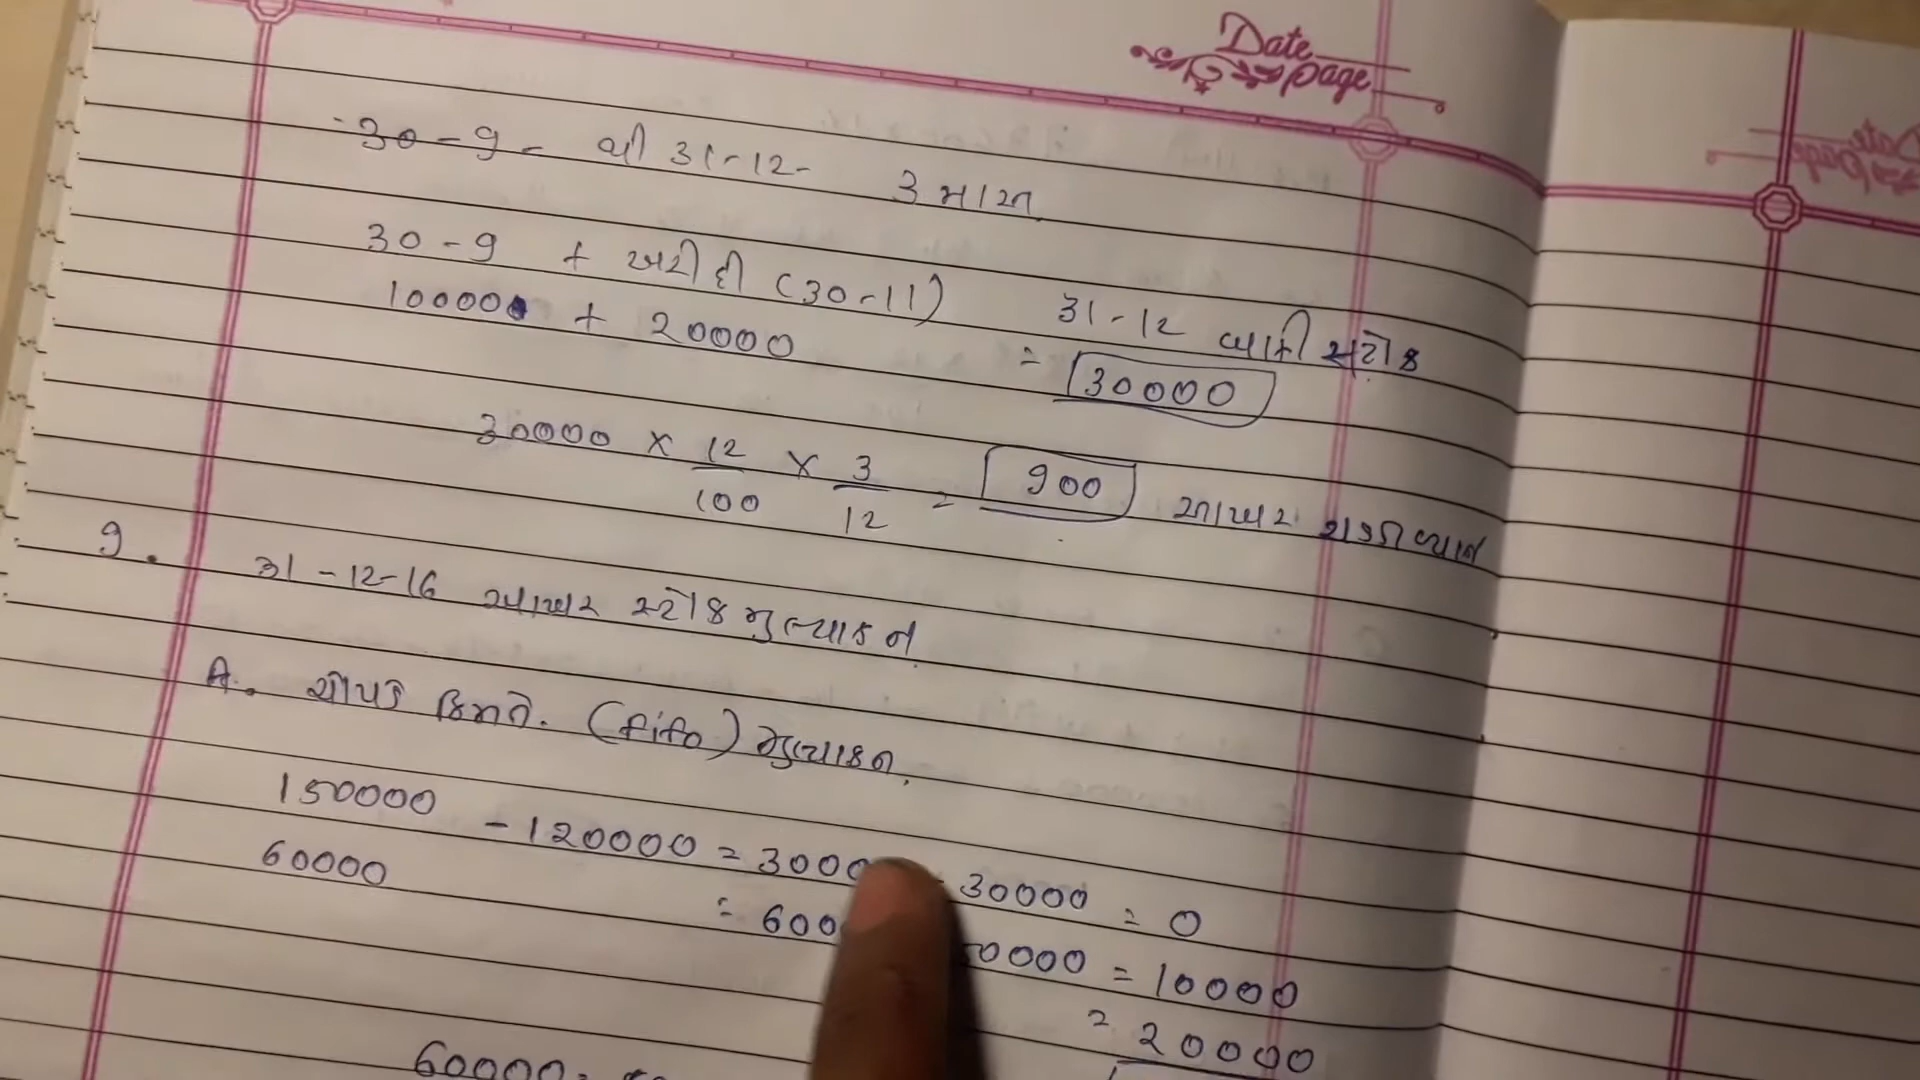 Date
page
30-9- થી 31-12- 3 માસ
30-9 + ખરીદી (30-11) 31-12 બાકી સ્ટોક
10000 + 20000 = 30000
30000 × 12/100 × 3/12 = 900 આખર વ્યાજ
9. 31-12-16 આખર સ્ટોક મુલ્યાકન
A. ચોપડે કિંમતે. (fifo) મુલ્યાકન.
150000 - 120000 = 3000 30000 = 0
60000 = 600 0000 = 10000
= 20000
60000